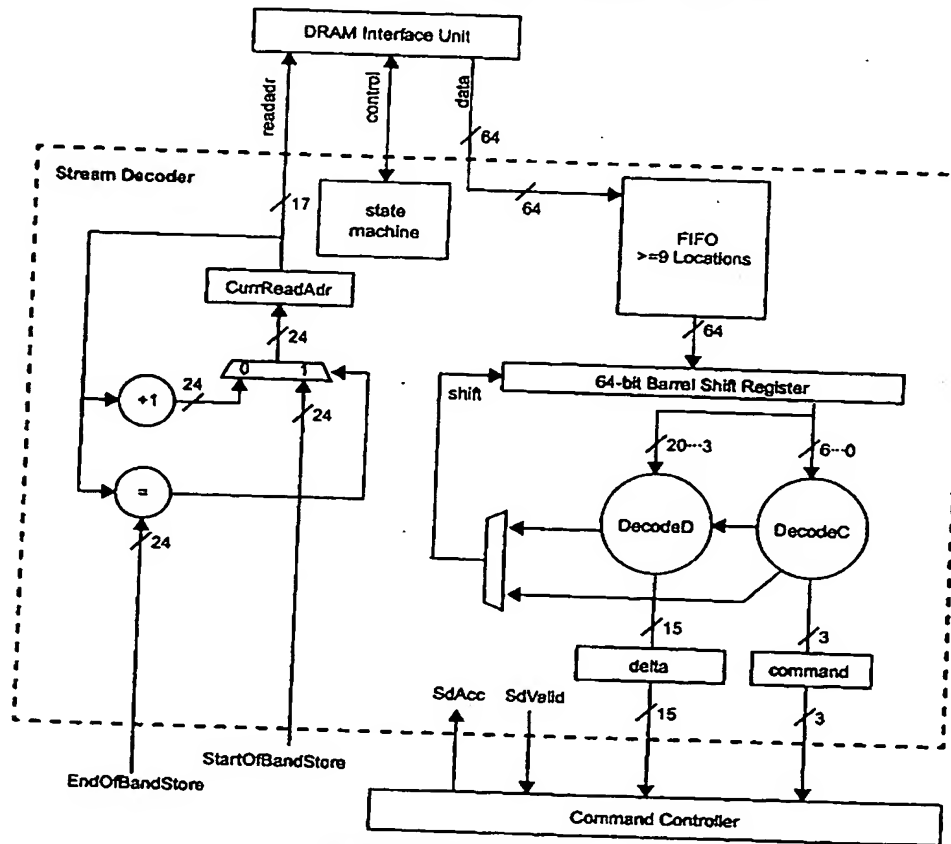 DRAM Interface Unit
readadr
control
data
64
Stream Decoder
17
state
machine
64
FIFO
>=9 Locations
CurrReadAdr
24
64
0 1
64-bit Barrel Shift Register
shift
+1
24
24
20...3
6...0
=
DecodeD
DecodeC
24
15
3
delta
command
SdAcc
SdValid
15
3
StartOfBandStore
EndOfBandStore
Command Controller